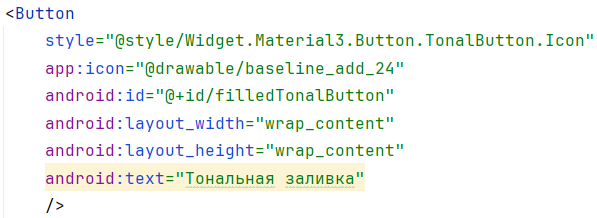 <Button
style="@style/Widget.Material3.Button.TonalButton.Icon"
app:icon="@drawable/baseline_add_24"
android:id="@+id/filledTonalButton"
android:layout_width="wrap_content"
android:layout_height="wrap_content"
android:text="Тональная заливка"
/>